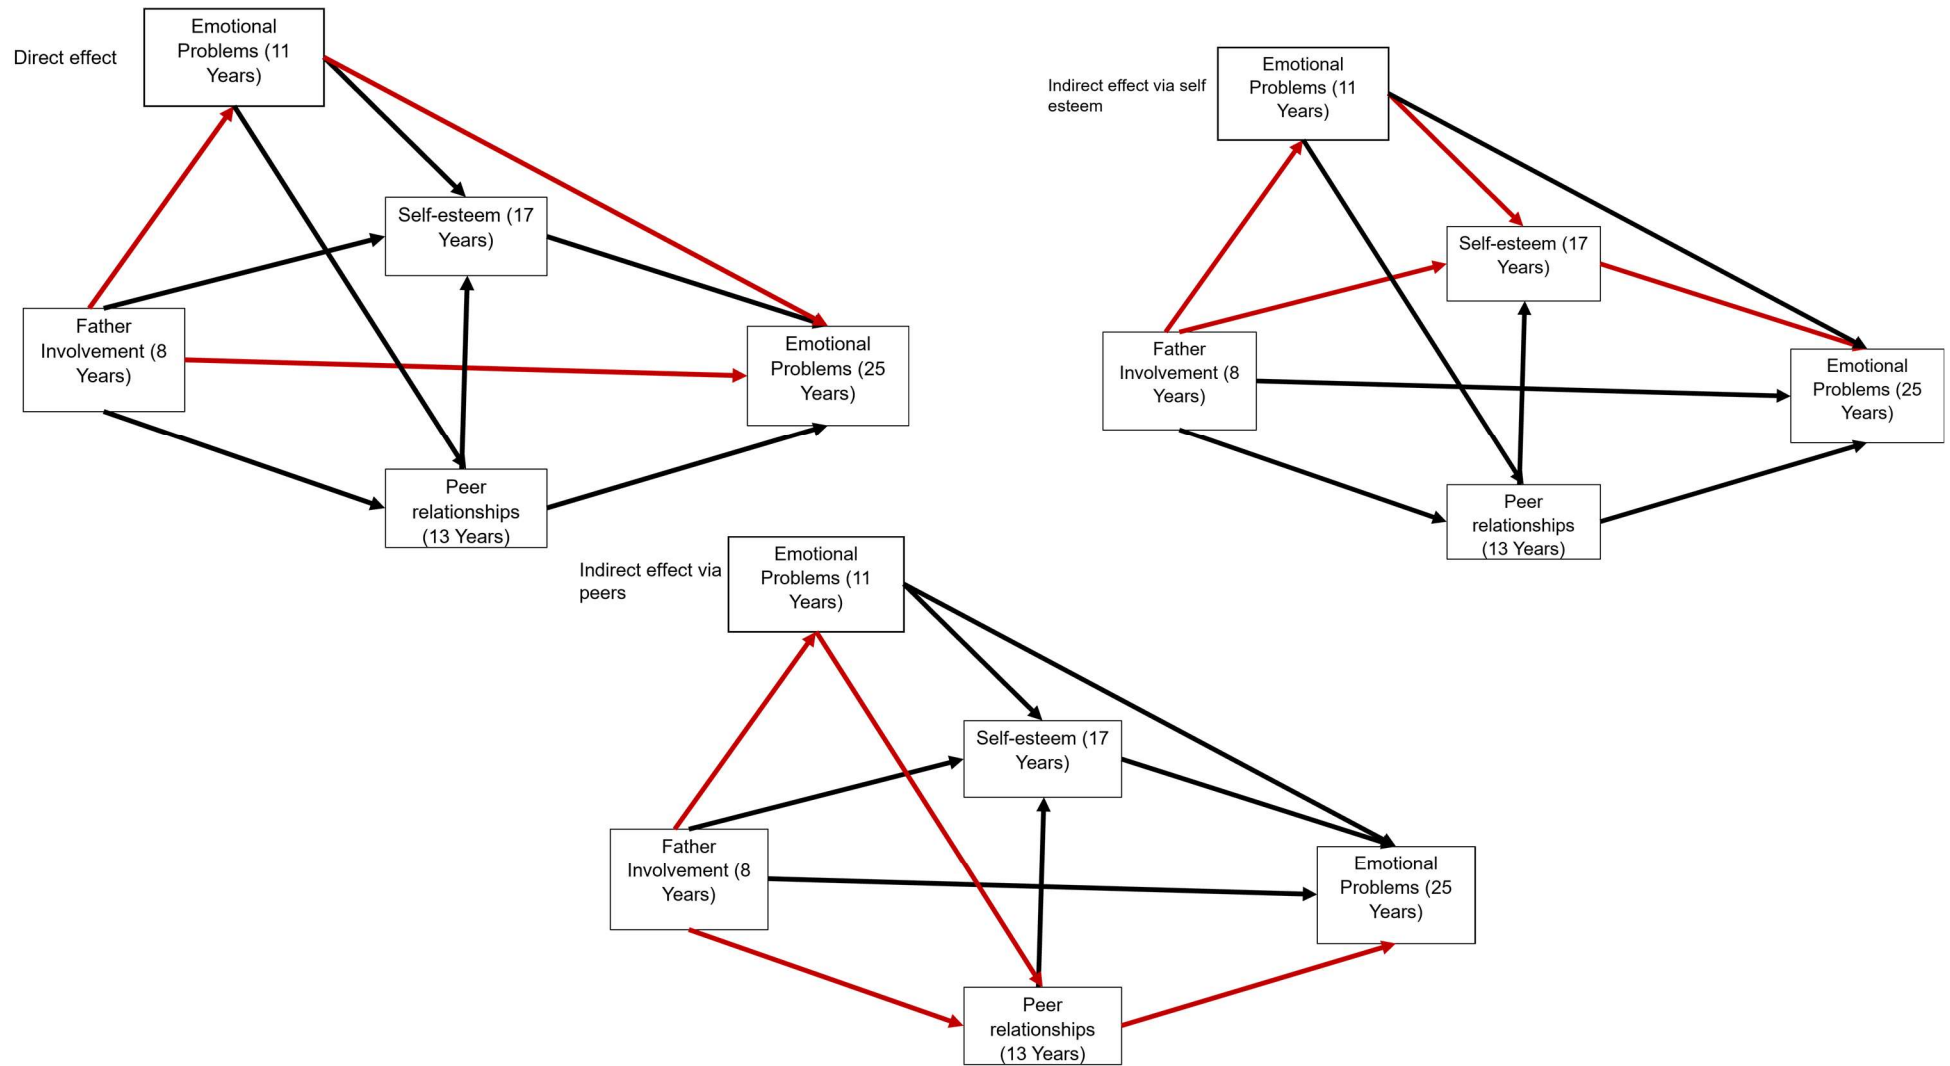 Direct effect
Emotional
Problems (11
Years)
Self-esteem (17
Years)
Father
Involvement (8
Years)
Emotional
Problems (25
Years)
Peer
relationships
(13 Years)
Indirect effect via self
esteem
Emotional
Problems (11
Years)
Self-esteem (17
Years)
Father
Involvement (8
Years)
Emotional
Problems (25
Years)
Peer
relationships
(13 Years)
Indirect effect via
peers
Emotional
Problems (11
Years)
Self-esteem (17
Years)
Father
Involvement (8
Years)
Emotional
Problems (25
Years)
Peer
relationships
(13 Years)